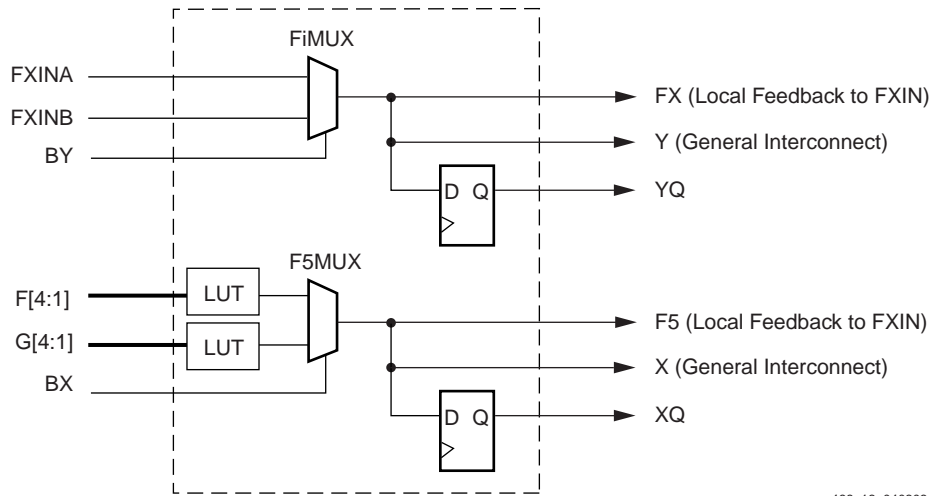 FiMUX
FXINA
FXINB
BY
FX (Local Feedback to FXIN)
Y (General Interconnect)
D Q
YQ
F5MUX
F[4:1]
LUT
G[4:1]
LUT
BX
F5 (Local Feedback to FXIN)
X (General Interconnect)
D Q
XQ